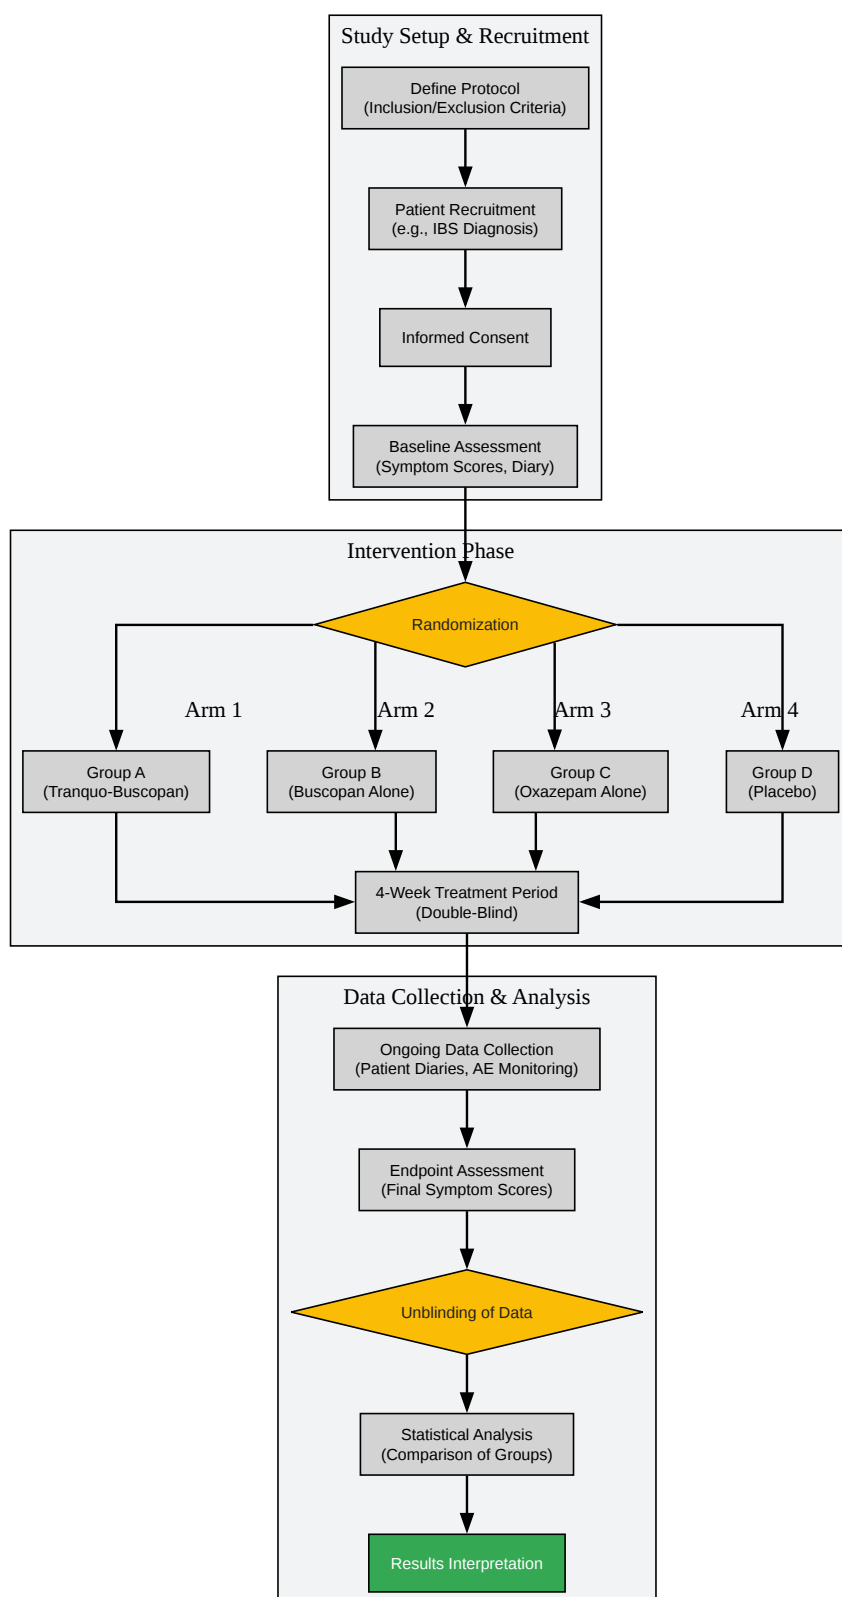 Study Setup & Recruitment
Define Protocol
(Inclusion/Exclusion Criteria)
Patient Recruitment
(e.g., IBS Diagnosis)
Informed Consent
Baseline Assessment
(Symptom Scores, Diary)
Intervention Phase
Randomization
Arm 1
Arm 2
Arm 3
Arm 4
Group A
(Tranquo-Buscopan)
Group B
(Buscopan Alone)
Group C
(Oxazepam Alone)
Group D
(Placebo)
4-Week Treatment Period
(Double-Blind)
Data Collection & Analysis
Ongoing Data Collection
(Patient Diaries, AE Monitoring)
Endpoint Assessment
(Final Symptom Scores)
Unblinding of Data
Statistical Analysis
(Comparison of Groups)
Results Interpretation